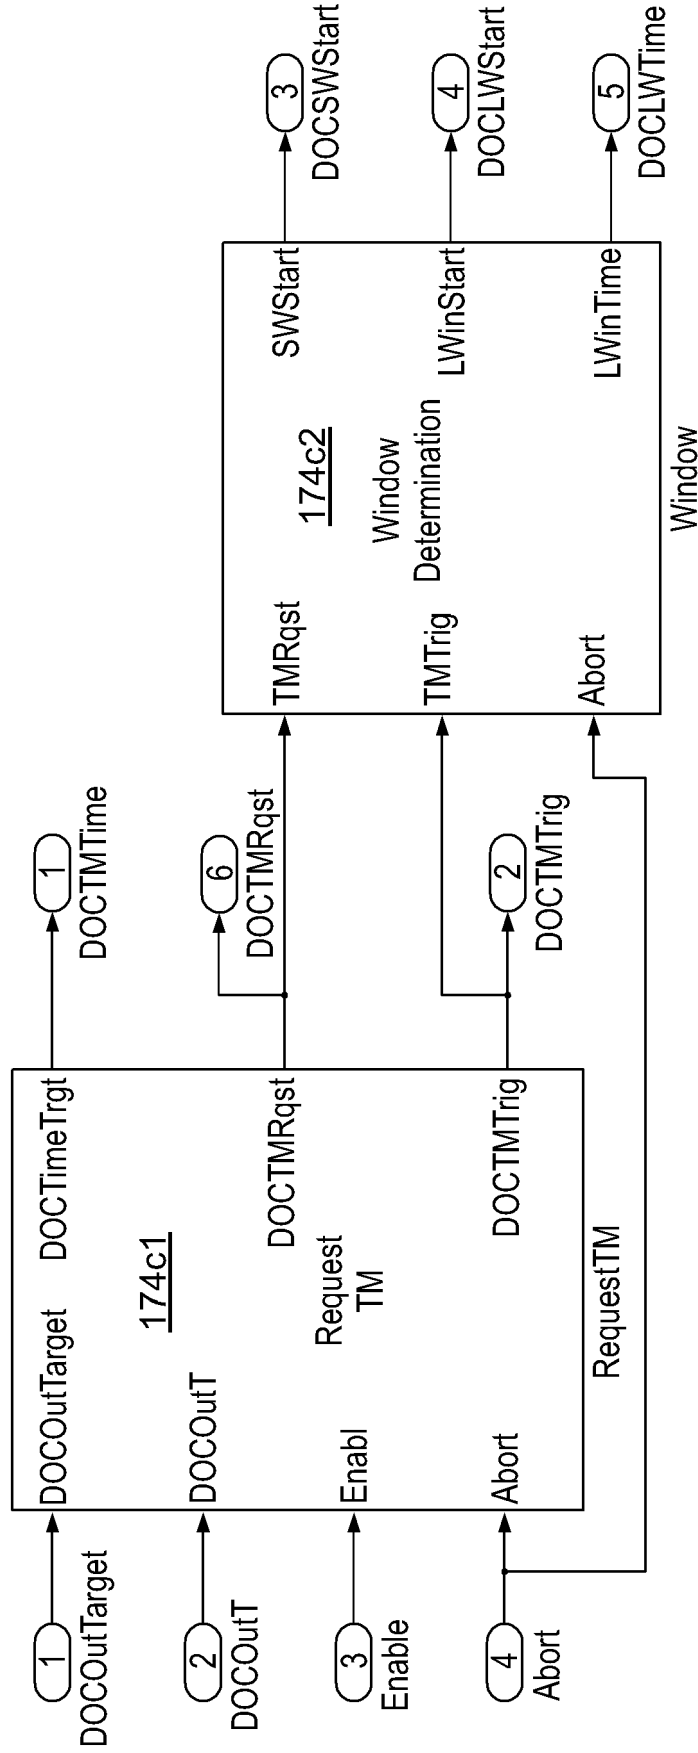 1
DOCOutTarget
2
DOCOutT
3
Enable
4
Abort
DOCOutTarget
DOCOutT
Enabl
Abort
174c1
Request
TM
DOCTimeTrgt
DOCTMRqst
DOCTMTrig
RequestTM
1
DOCTMTime
6
DOCTMRqst
2
DOCTMTrig
TMRqst
TMTrig
Abort
174c2
Window
Determination
SWStart
LWinStart
LWinTime
Window
3
DOCSWStart
4
DOCLWStart
5
DOCLWTime